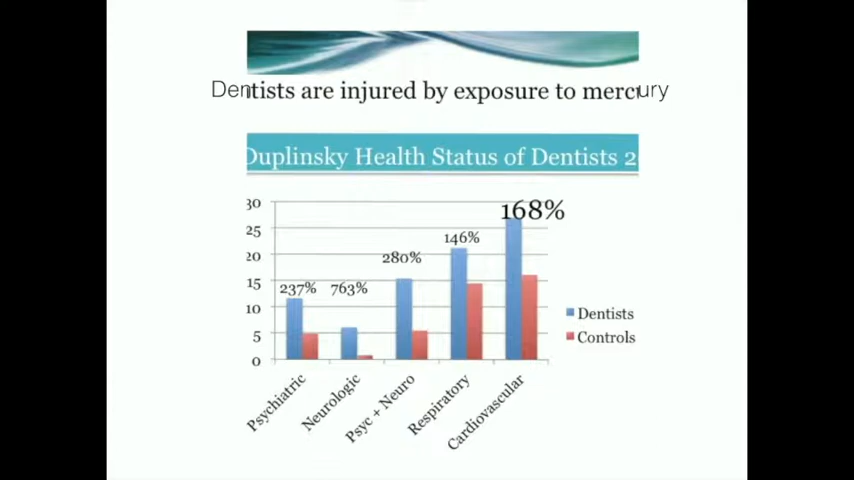 Dentists are injured by exposure to mercury
Duplinsky Health Status of Dentists 2
30
25
20
15
10
5
0
237%
763%
280%
146%
168%
Psychiatric
Neurologic
Psyc + Neuro
Respiratory
Cardiovascular
Dentists
Controls